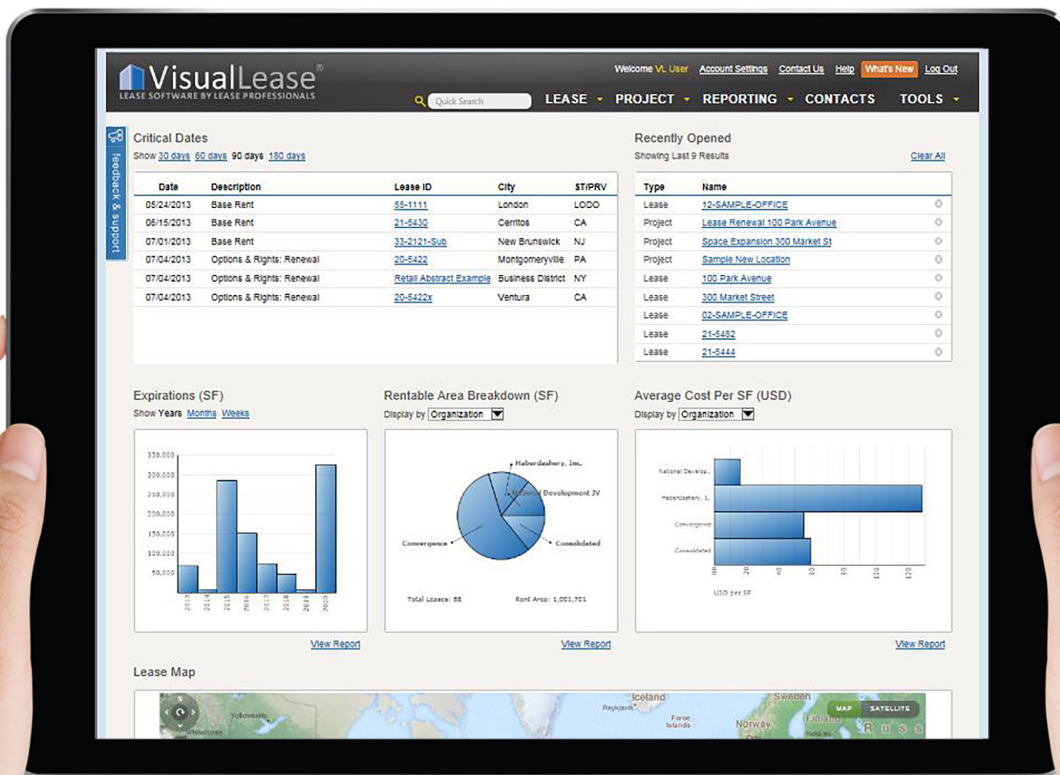 VisualLease®
LEASE SOFTWARE BY LEASE PROFESSIONALS
Welcome VL User Account Settings Contact Us Help What's New Log Out
Quick Search LEASE PROJECT REPORTING CONTACTS TOOLS
feedback & support
Critical Dates
Show 30 days 60 days 90 days 180 days
Date Description Lease ID City ST/PRV
05/24/2013 Base Rent 55-1111 London LODO
06/15/2013 Base Rent 21-5430 Cerritos CA
07/01/2013 Base Rent 33-2121-Sub New Brunswick NJ
07/04/2013 Options & Rights: Renewal 20-5422 Montgomeryville PA
07/04/2013 Options & Rights: Renewal Retail Abstract Example Business District NY
07/04/2013 Options & Rights: Renewal 20-5422x Ventura CA
Recently Opened
Showing Last 9 Results Clear All
Type Name
Lease 12-SAMPLE-OFFICE
Project Lease Renewal 100 Park Avenue
Project Space Expansion 300 Market St
Project Sample New Location
Lease 100 Park Avenue
Lease 300 Market Street
Lease 02-SAMPLE-OFFICE
Lease 21-5482
Lease 21-5444
Expirations (SF)
Show Years Months Weeks
350,000
300,000
250,000
200,000
150,000
100,000
50,000
2013 2014 2015 2016 2017 2018 2019 2020
View Report
Rentable Area Breakdown (SF)
Display by Organization
Haberdashery, Inc.
National Development JV
Convergence
Consolidated
Total Leases: 88 Rent Area: 1,001,701
View Report
Average Cost Per SF (USD)
Display by Organization
National Develop..
Haberdashery, I..
Convergence
Consolidated
00 20 40 60 80 100 120
USD per SF
View Report
Lease Map
Yellowknife
Iceland
Reykjavik
Faroe
Islands
Sweden
Norway
Finland
MAP SATELLITE
Russ